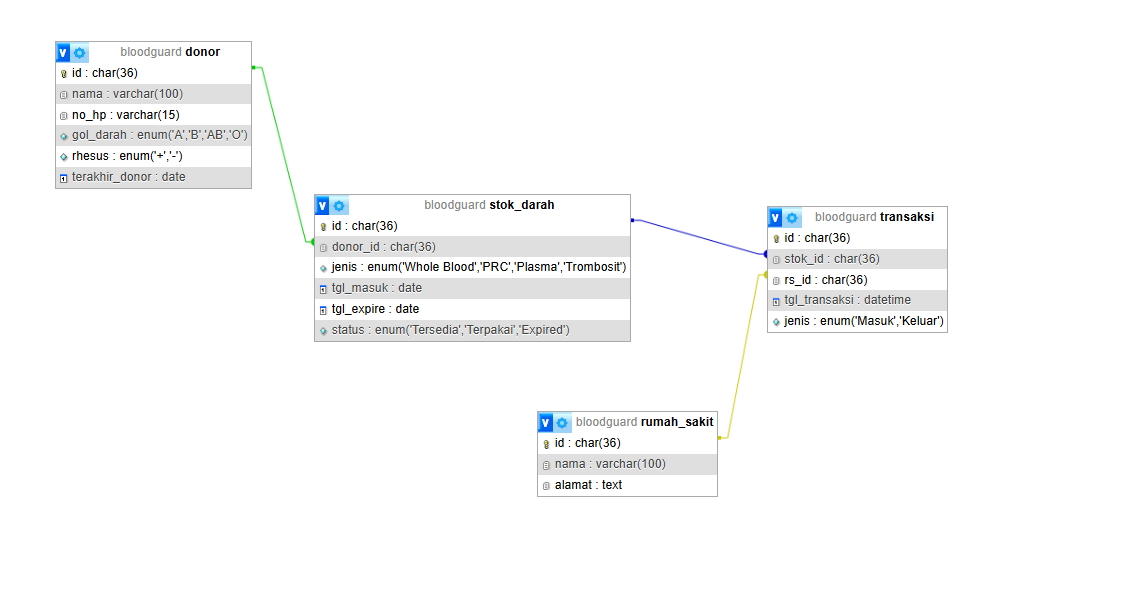 bloodguard donor
id : char(36)
nama : varchar(100)
no_hp : varchar(15)
gol_darah : enum('A','B','AB','O')
rhesus : enum('+','-')
terakhir_donor : date
bloodguard stok_darah
id : char(36)
donor_id : char(36)
jenis : enum('Whole Blood','PRC','Plasma','Trombosit')
tgl_masuk : date
tgl_expire : date
status : enum('Tersedia','Terpakai','Expired')
bloodguard transaksi
id : char(36)
stok_id : char(36)
rs_id : char(36)
tgl_transaksi : datetime
jenis : enum('Masuk','Keluar')
bloodguard rumah_sakit
id : char(36)
nama : varchar(100)
alamat : text